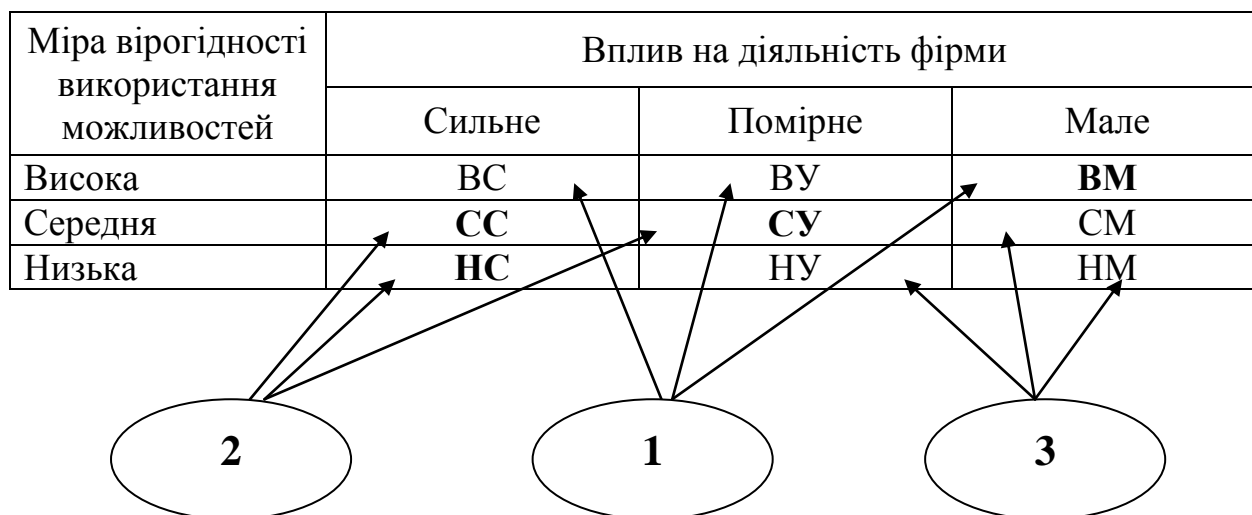 Міра вірогідності
використання
можливостей
Вплив на діяльність фірми
Сильне Помірне Мале
Висока ВС ВУ ВМ
Середня СС СУ СМ
Низька НС НУ НМ
2 1 3